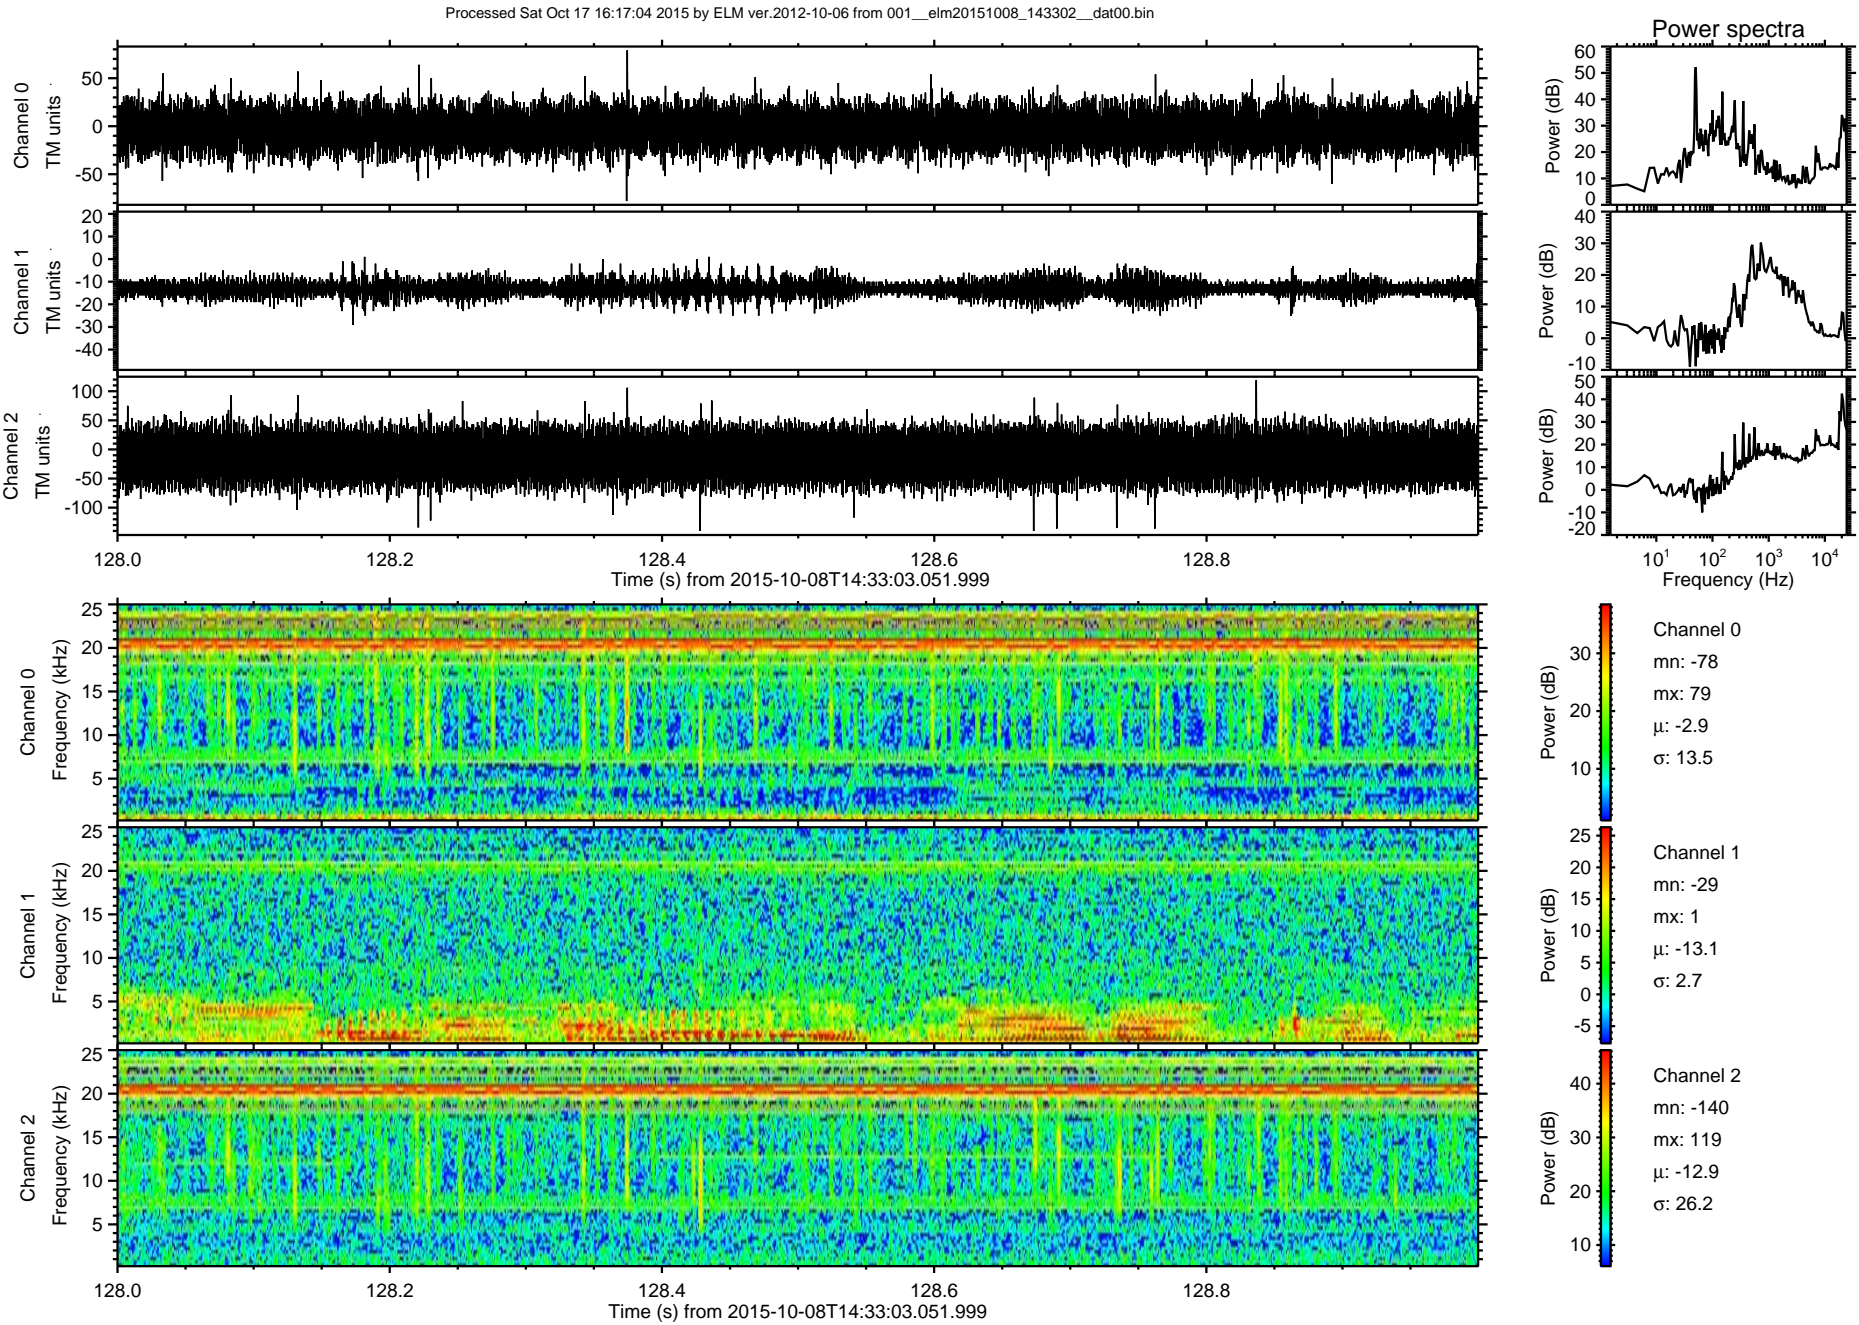 Processed Sat Oct 17 16:17:04 2015 by ELM ver.2012-10-06 from 001__elm20151008_143302__dat00.bin
Power spectra
Channel 0
TM units
50
0
-50
Power (dB)
60
50
40
30
20
10
0
Channel 1
TM units
20
10
0
-10
-20
-30
-40
Power (dB)
40
30
20
10
0
-10
Channel 2
TM units
100
50
0
-50
-100
Power (dB)
50
40
30
20
10
0
-10
-20
128.0 128.2 128.4 128.6 128.8
Time (s) from 2015-10-08T14:33:03.051.999
10¹ 10² 10³ 10⁴
Frequency (Hz)
Channel 0
Frequency (kHz)
25
20
15
10
5
Power (dB)
30
20
10
Channel 0
mn: -78
mx: 79
μ: -2.9
σ: 13.5
Channel 1
Frequency (kHz)
25
20
15
10
5
Power (dB)
25
20
15
10
5
0
-5
Channel 1
mn: -29
mx: 1
μ: -13.1
σ: 2.7
Channel 2
Frequency (kHz)
25
20
15
10
5
Power (dB)
40
30
20
10
Channel 2
mn: -140
mx: 119
μ: -12.9
σ: 26.2
128.0 128.2 128.4 128.6 128.8
Time (s) from 2015-10-08T14:33:03.051.999